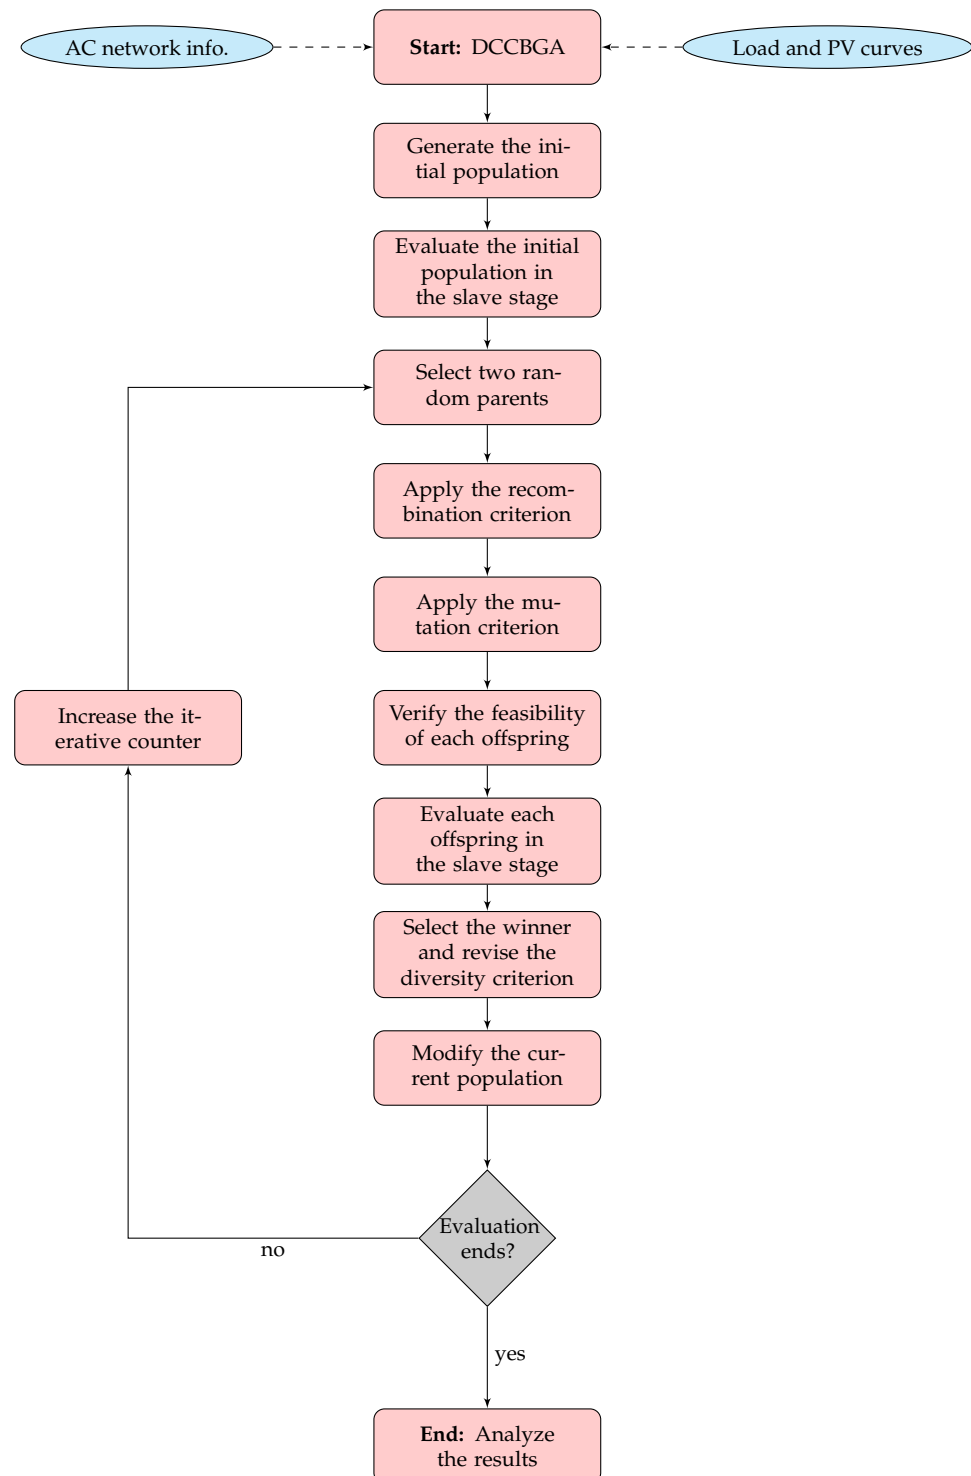 AC network info.
Start: DCCBGA
Load and PV curves
Generate the ini-
tial population
Evaluate the initial
population in
the slave stage
Select two ran-
dom parents
Apply the recom-
bination criterion
Apply the mu-
tation criterion
Increase the it-
erative counter
Verify the feasibility
of each offspring
Evaluate each
offspring in
the slave stage
Select the winner
and revise the
diversity criterion
Modify the cur-
rent population
Evaluation
ends?
no
yes
End: Analyze
the results